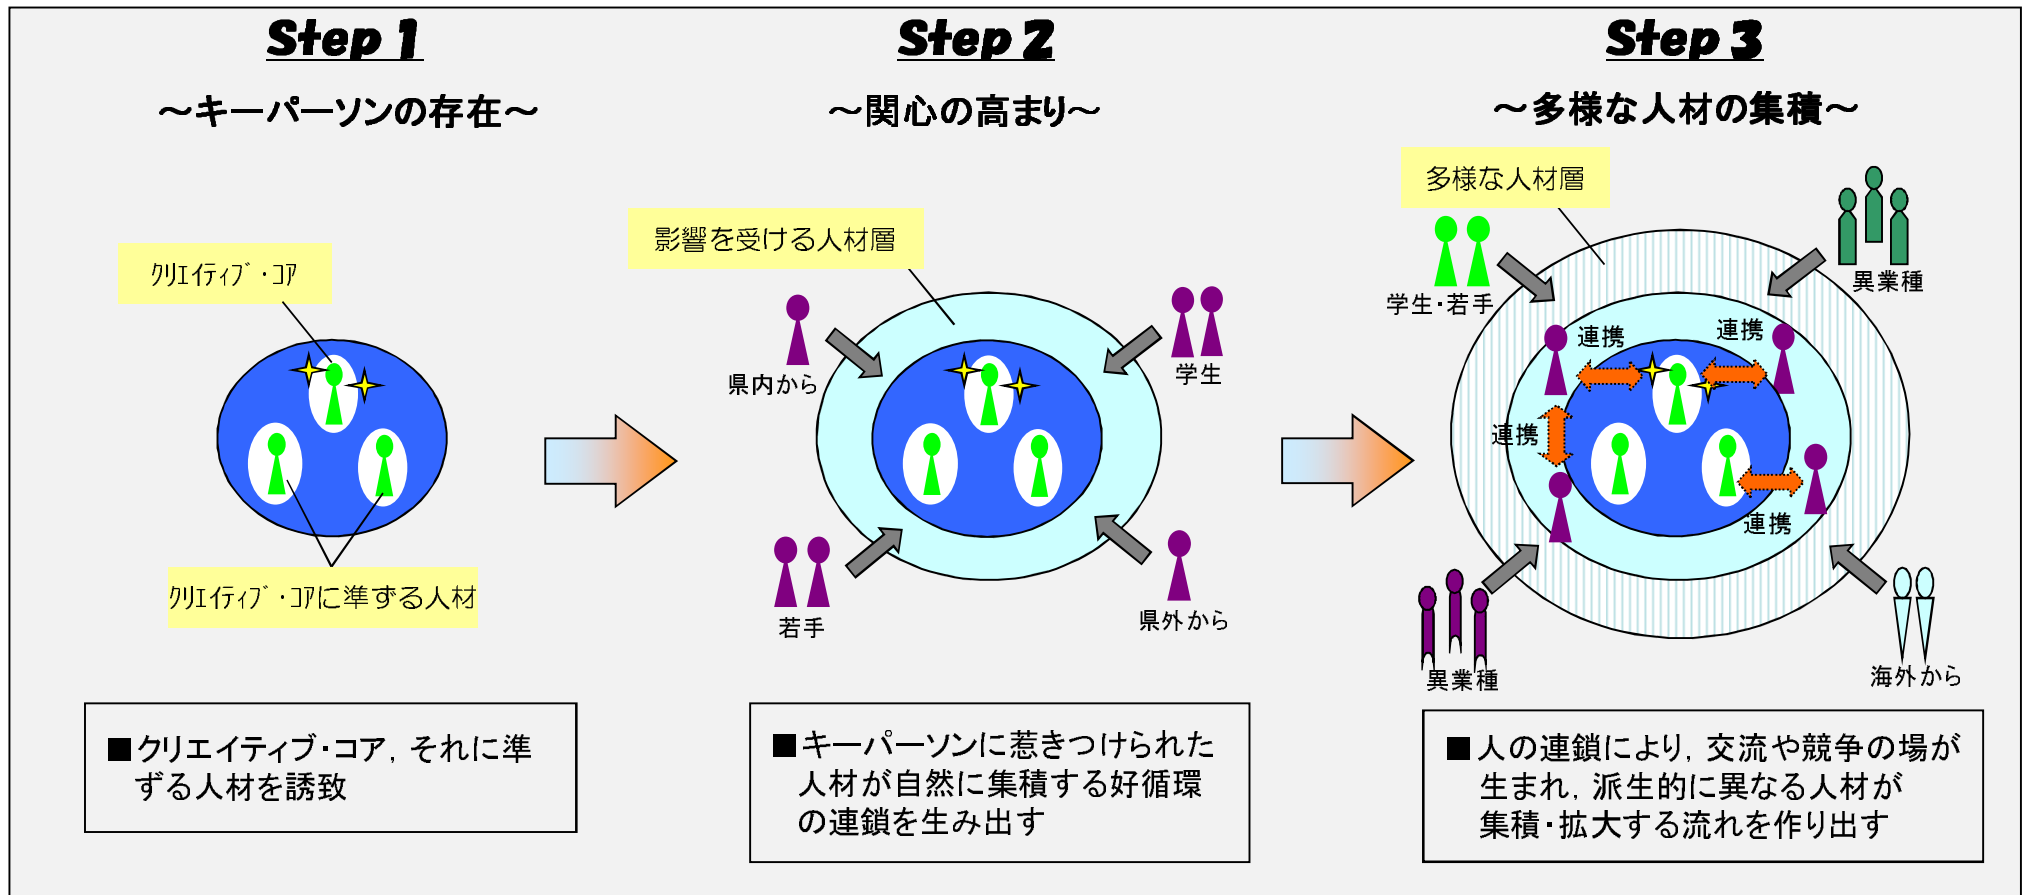 Step 1
～キーパーソンの存在～
ｸﾘｴｲﾃｨﾌﾞ・ｺｱ
ｸﾘｴｲﾃｨﾌﾞ・ｺｱに準ずる人材
■クリエイティブ・コア，それに準
ずる人材を誘致
Step 2
～関心の高まり～
影響を受ける人材層
県内から
学生
若手
県外から
■キーパーソンに惹きつけられた
人材が自然に集積する好循環
の連鎖を生み出す
Step 3
～多様な人材の集積～
多様な人材層
学生・若手
異業種
連携
連携
連携
連携
異業種
海外から
■人の連鎖により，交流や競争の場が
生まれ，派生的に異なる人材が
集積・拡大する流れを作り出す